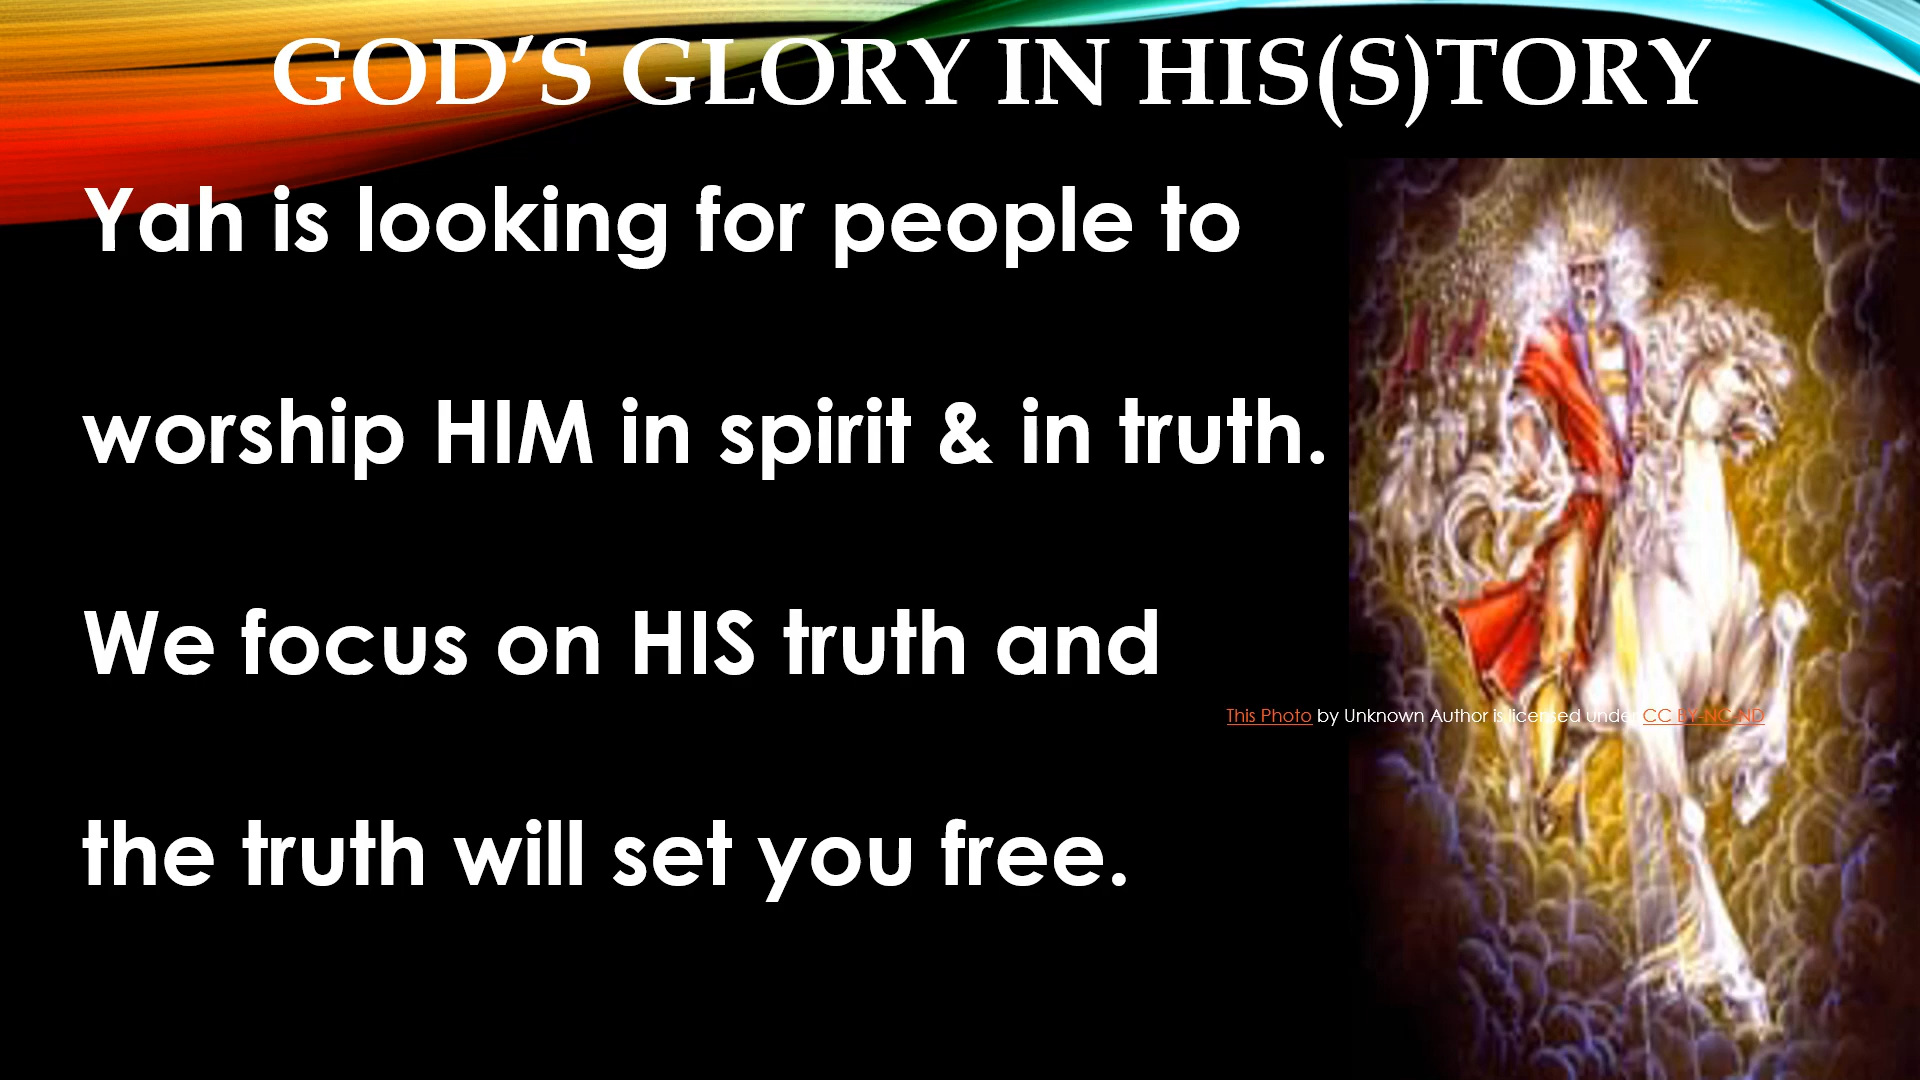 GOD’S GLORY IN HIS(S)TORY
Yah is looking for people to
worship HIM in spirit & in truth.
We focus on HIS truth and
This Photo by Unknown Author is licensed under CC BY-NC-ND
the truth will set you free.